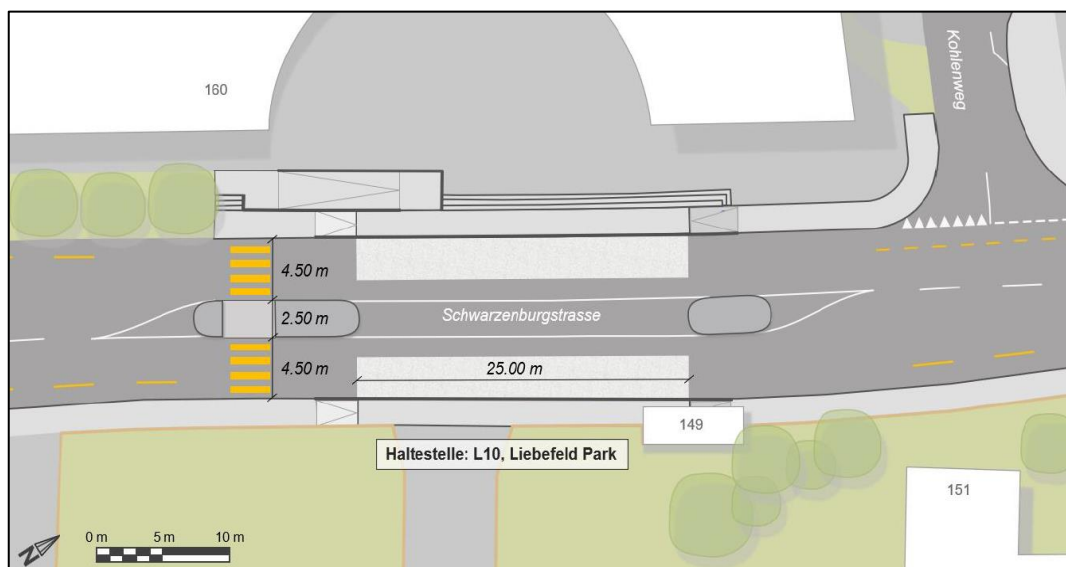 160
Kohlenweg
4.50 m
2.50 m
Schwarzenburgstrasse
4.50 m
25.00 m
149
Haltestelle: L10, Liebefeld Park
151
N
0 m 5 m 10 m